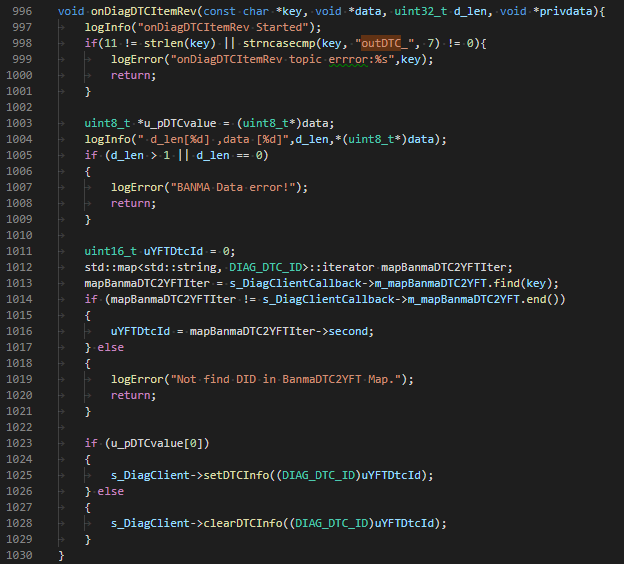 996 void onDiagDTCItemRev(const char *key, void *data, uint32_t d_len, void *privdata){
997 logInfo("onDiagDTCItemRev Started");
998 if(11 != strlen(key) || strncasecmp(key, "outDTC_", 7) != 0){
999 logError("onDiagDTCItemRev topic errror:%s",key);
1000 return;
1001 }
1002
1003 uint8_t *u_pDTCvalue = (uint8_t*)data;
1004 logInfo(" d_len[%d] ,data [%d]",d_len,*(uint8_t*)data);
1005 if (d_len > 1 || d_len == 0)
1006 {
1007 logError("BANMA Data error!");
1008 return;
1009 }
1010
1011 uint16_t uYFTDtcId = 0;
1012 std::map<std::string, DIAG_DTC_ID>::iterator mapBanmaDTC2YFTIter;
1013 mapBanmaDTC2YFTIter = s_DiagClientCallback->m_mapBanmaDTC2YFT.find(key);
1014 if (mapBanmaDTC2YFTIter != s_DiagClientCallback->m_mapBanmaDTC2YFT.end())
1015 {
1016 uYFTDtcId = mapBanmaDTC2YFTIter->second;
1017 } else
1018 {
1019 logError("Not find DID in BanmaDTC2YFT Map.");
1020 return;
1021 }
1022
1023 if (u_pDTCvalue[0])
1024 {
1025 s_DiagClient->setDTCInfo((DIAG_DTC_ID)uYFTDtcId);
1026 } else
1027 {
1028 s_DiagClient->clearDTCInfo((DIAG_DTC_ID)uYFTDtcId);
1029 }
1030 }